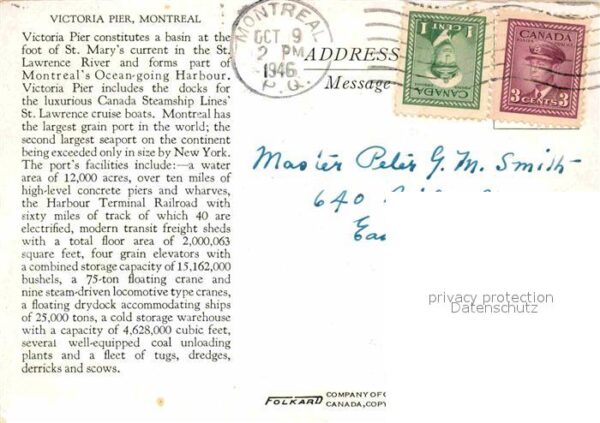 VICTORIA PIER, MONTREAL
Victoria Pier constitutes a basin at the
foot of St. Mary's current in the St.
Lawrence River and forms part of
Montreal's Ocean-going Harbour.
Victoria Pier includes the docks for
the luxurious Canada Steamship Lines'
St. Lawrence cruise boats. Montreal has
the largest grain port in the world; the
second largest seaport on the continent
being exceeded only in size by New York.
The port's facilities include:—a water
area of 12,000 acres, over ten miles of
high-level concrete piers and wharves,
the Harbour Terminal Railroad with
sixty miles of track of which 40 are
electrified, modern transit freight sheds
with a total floor area of 2,000,063
square feet, four grain elevators with
a combined storage capacity of 15,162,000
bushels, a 75-ton floating crane and
nine steam-driven locomotive type cranes,
a floating drydock accommodating ships
of 25,000 tons, a cold storage warehouse
with a capacity of 4,628,000 cubic feet,
several well-equipped coal unloading
plants and a fleet of tugs, dredges,
derricks and scows.
MONTREAL
OCT 9
2 PM
1946
P.Q.
ADDRESS
Message
1 CENT 1
CANADA
CANADA
3 CENTS 3
Master Peter G. M. Smith
640
privacy protection
Datenschutz
FOLKARD
COMPANY OF
CANADA, COPY